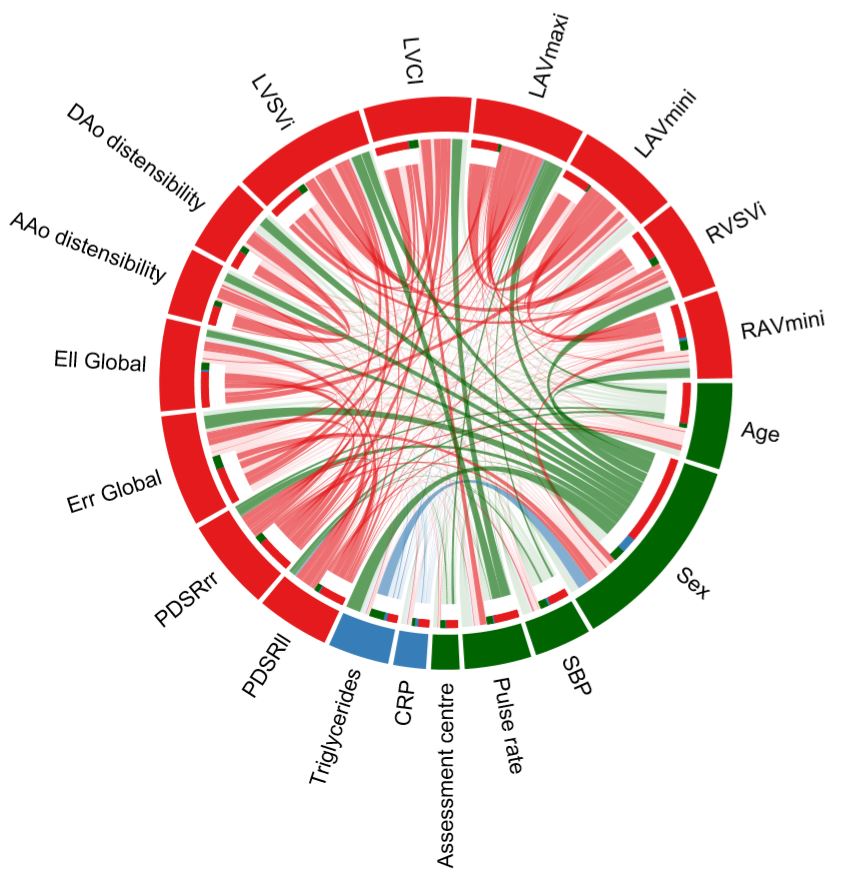 LVCI
LAVmaxi
LVSVi
LAVmini
DAo distensibility
RVSVi
AAo distensibility
RAVmini
Ell Global
Age
Err Global
Sex
PDSRrr
PDSRll
SBP
Triglycerides
CRP
Assessment centre
Pulse rate